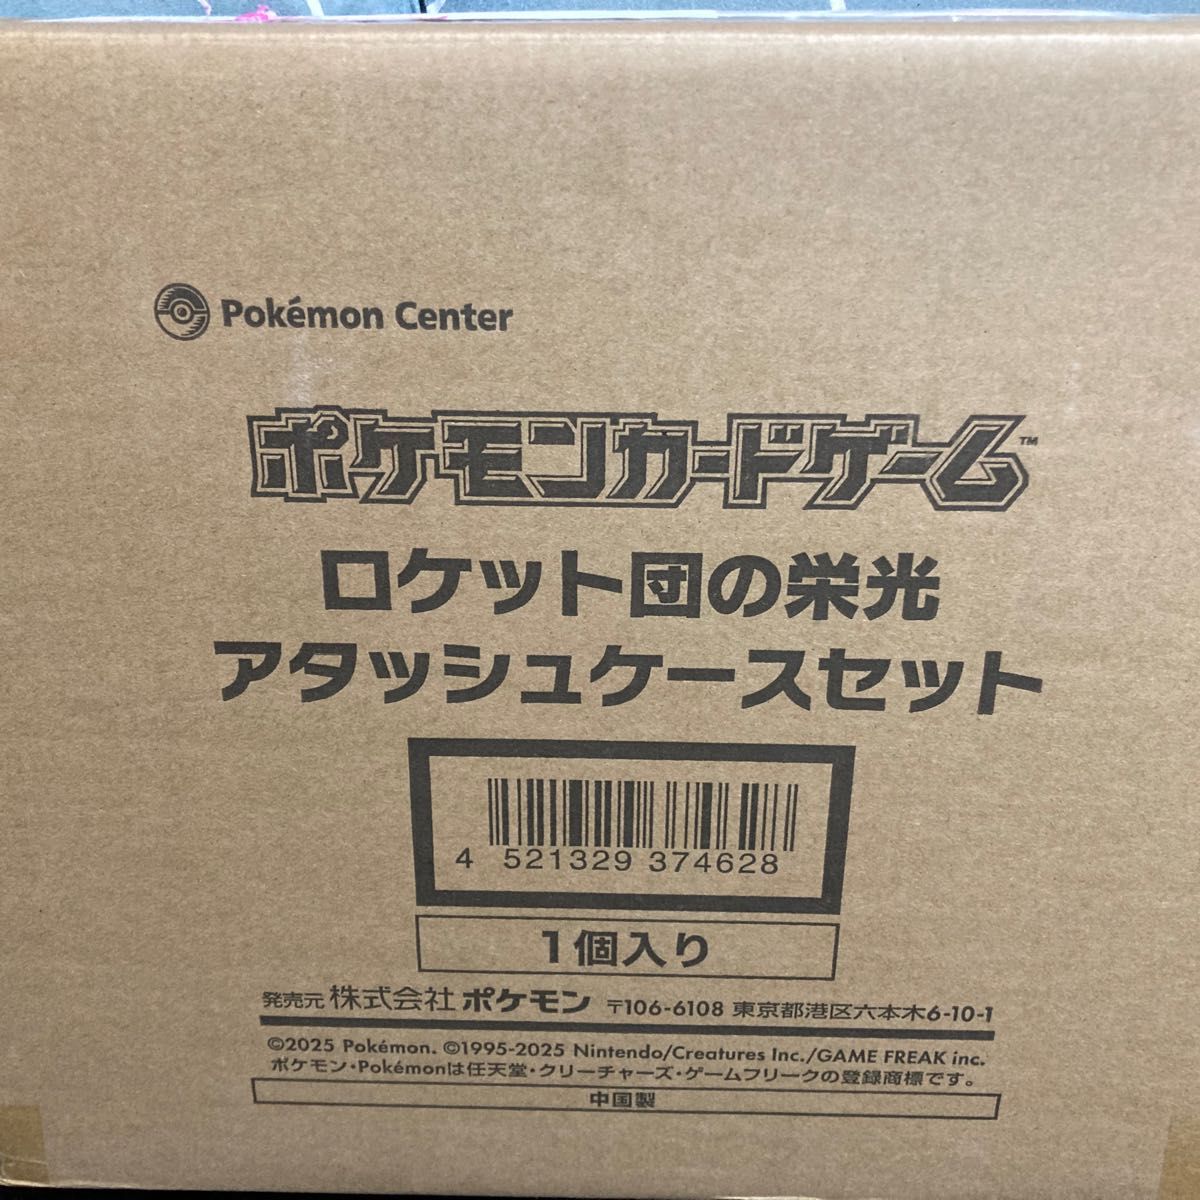 Pokémon Center
ポケモンカードゲーム™
ロケット団の栄光
アタッシュケースセット
4 521329 374628
1個入り
発売元 株式会社 ポケモン 〒106-6108 東京都港区六本木6-10-1
©2025 Pokémon. ©1995-2025 Nintendo/Creatures Inc./GAME FREAK inc.
ポケモン・Pokémonは任天堂・クリーチャーズ・ゲームフリークの登録商標です。
中国製